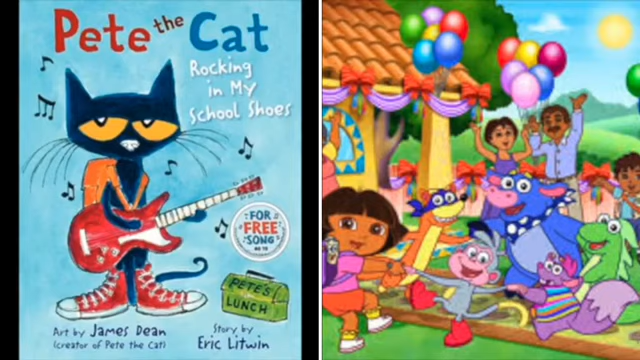 Pete the Cat
Rocking
in My
School Shoes
FOR
FREE
SONG
PETE'S
LUNCH
Art by James Dean
(creator of Pete the Cat)
Story by
Eric Litwin